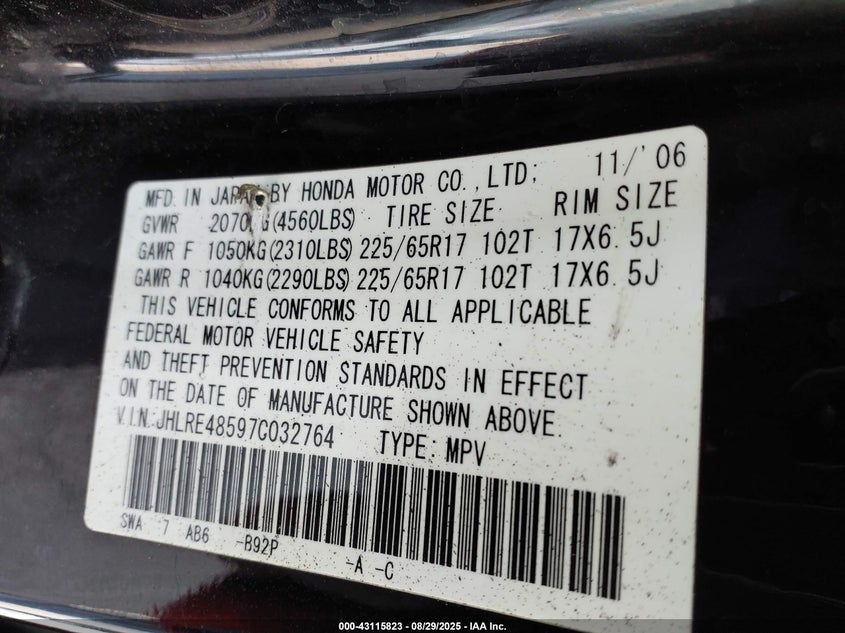 MFD. IN JAPAN BY HONDA MOTOR CO., LTD; 11/'06
GVWR 2070KG(4560LBS) TIRE SIZE RIM SIZE
GAWR F 1050KG(2310LBS) 225/65R17 102T 17X6.5J
GAWR R 1040KG(2290LBS) 225/65R17 102T 17X6.5J
THIS VEHICLE CONFORMS TO ALL APPLICABLE
FEDERAL MOTOR VEHICLE SAFETY
AND THEFT PREVENTION STANDARDS IN EFFECT
ON THE DATE OF MANUFACTURE SHOWN ABOVE.
V.I.N. JHLRE48597C032764 TYPE: MPV
SWA 7 AB6 -B92P -A -C
000-43115823 - 08/29/2025 - IAA Inc.